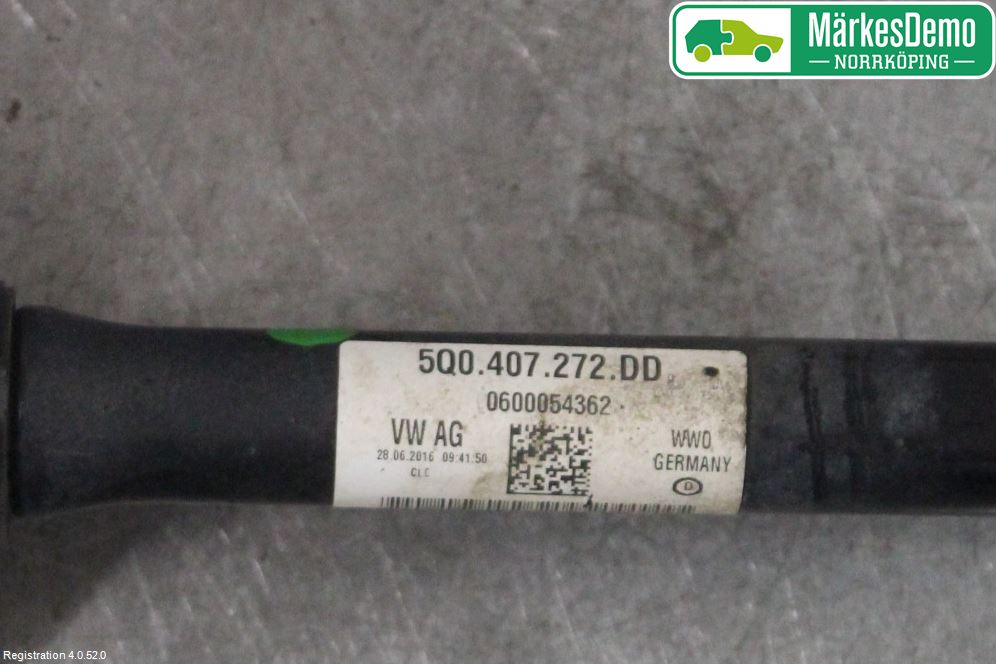 MärkesDemo
NORRKÖPING
5Q0.407.272.DD
0600054362
VW AG
28.06.2016 09:41:50
WWO
GERMANY
D
Registration 4.0.52.0